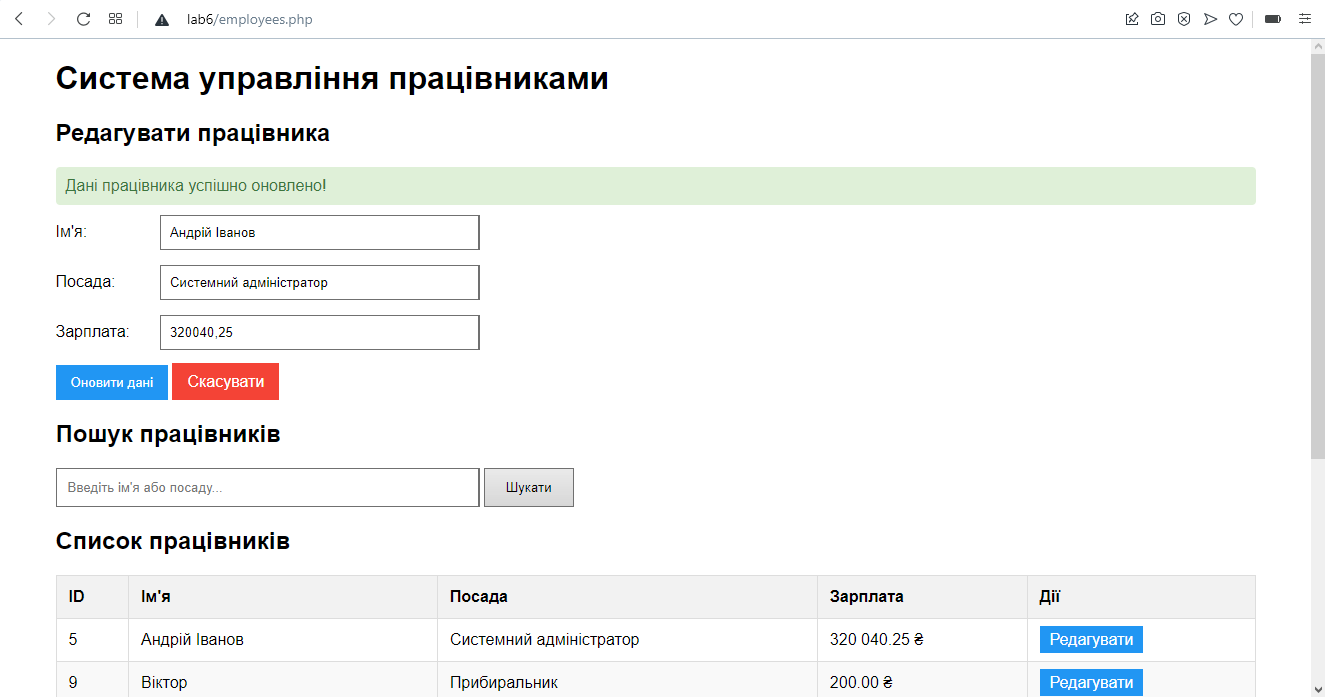 lab6/employees.php
Система управління працівниками
Редагувати працівника
Дані працівника успішно оновлено!
Ім'я: Андрій Іванов
Посада: Системний адміністратор
Зарплата: 320040,25
Оновити дані Скасувати
Пошук працівників
Введіть ім'я або посаду... Шукати
Список працівників
ID Ім'я Посада Зарплата Дії
5 Андрій Іванов Системний адміністратор 320 040.25 ₴ Редагувати
9 Віктор Прибиральник 200.00 ₴ Редагувати